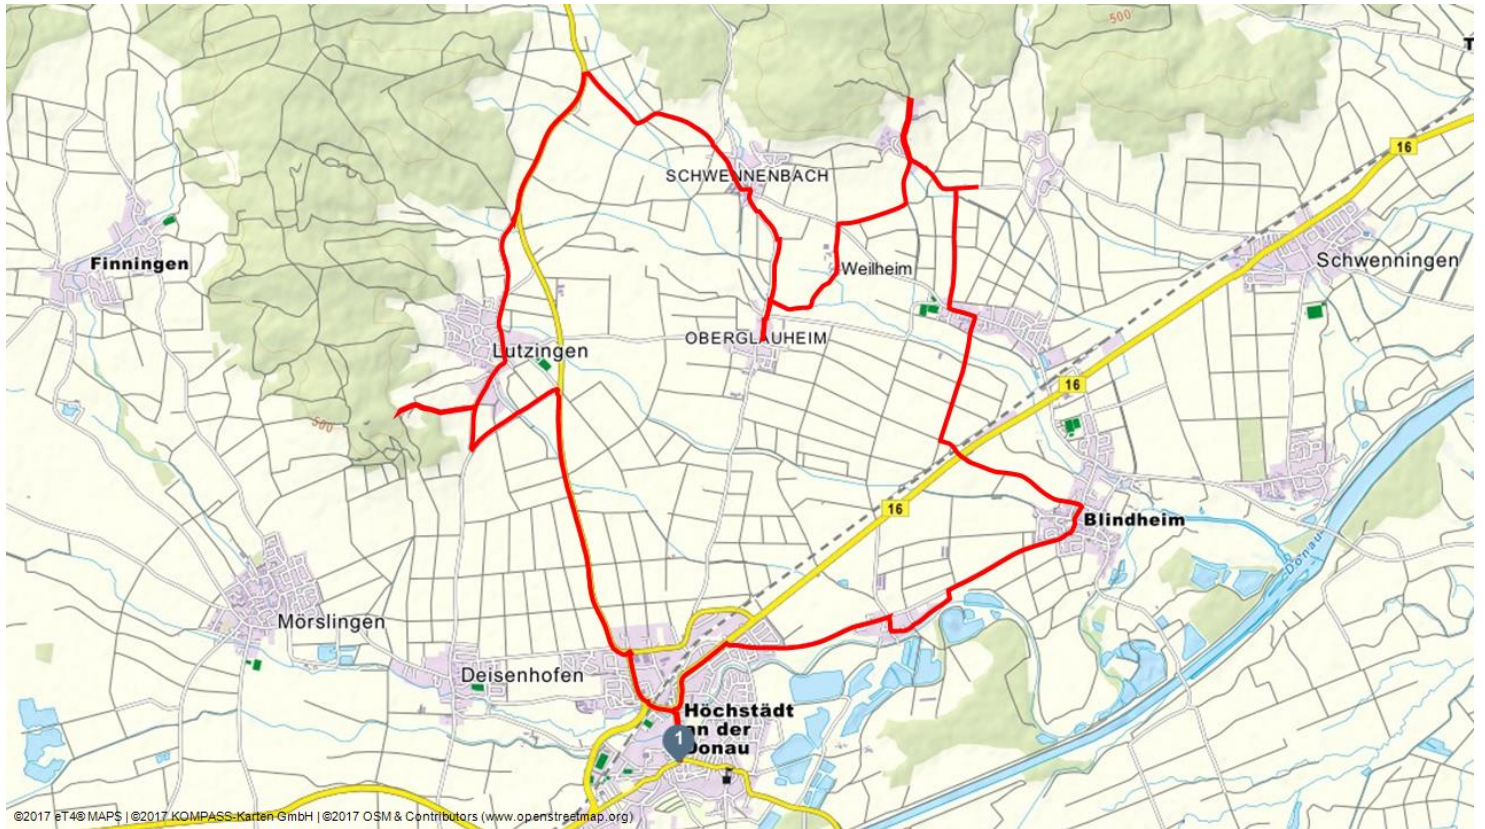 500
T
16
SCHWENNENBACH
Finningen
Weilheim
Schwenningen
OBERGLAUHEIM
Lutzingen
16
500
16
Blindheim
Donau
Mörslingen
Deisenhofen
Höchstädt
an der
Donau
1
©2017 eT4® MAPS | ©2017 KOMPASS-Karten GmbH | ©2017 OSM & Contributors (www.openstreetmap.org)